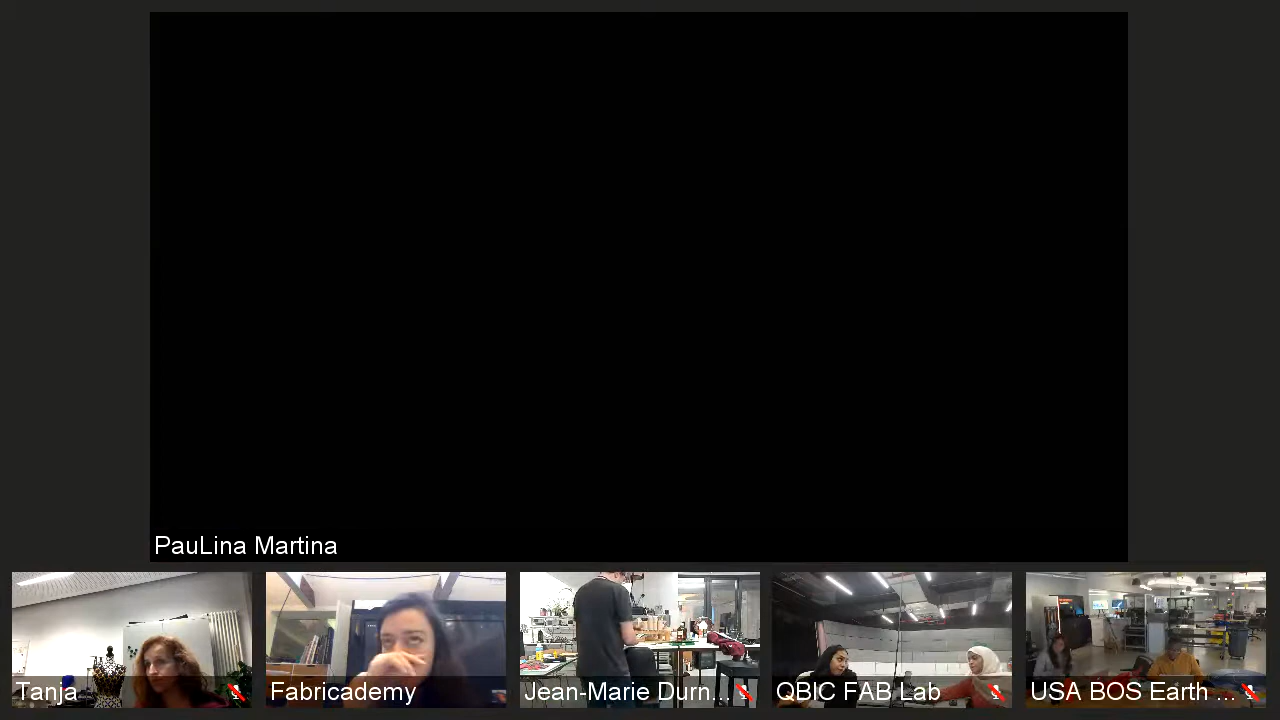 PauLina Martina
Tanja
Fabricademy
Jean-Marie Durn...
QBIC FAB Lab
USA BOS Earth ...